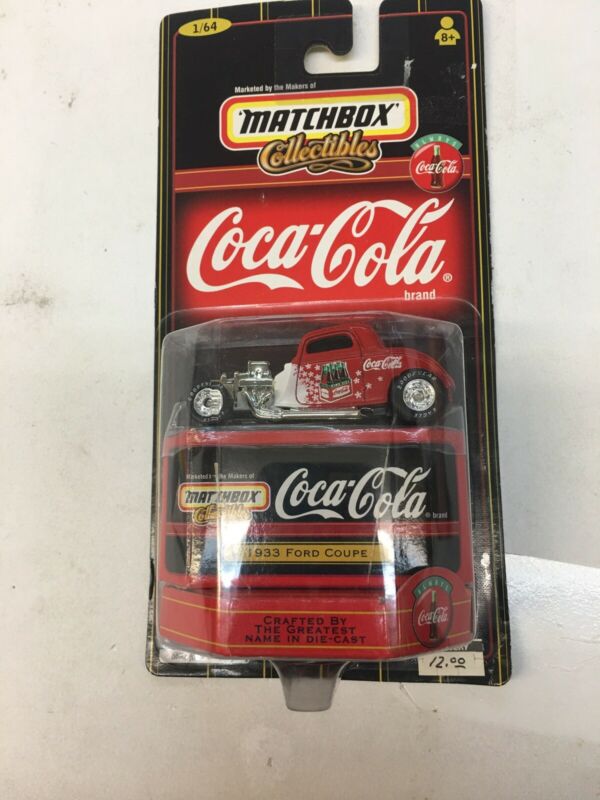 1/64
8+
Marketed by the Makers of
MATCHBOX
Collectibles
ALWAYS
Coca-Cola
Coca-Cola®
brand
Coca-Cola
GOODYEAR
EAGLE
Marketed by the Makers of
MATCHBOX
Collectibles
Coca-Cola®
brand
1933 FORD COUPE
ALWAYS
Coca-Cola
CRAFTED BY
THE GREATEST
NAME IN DIE-CAST
12.00